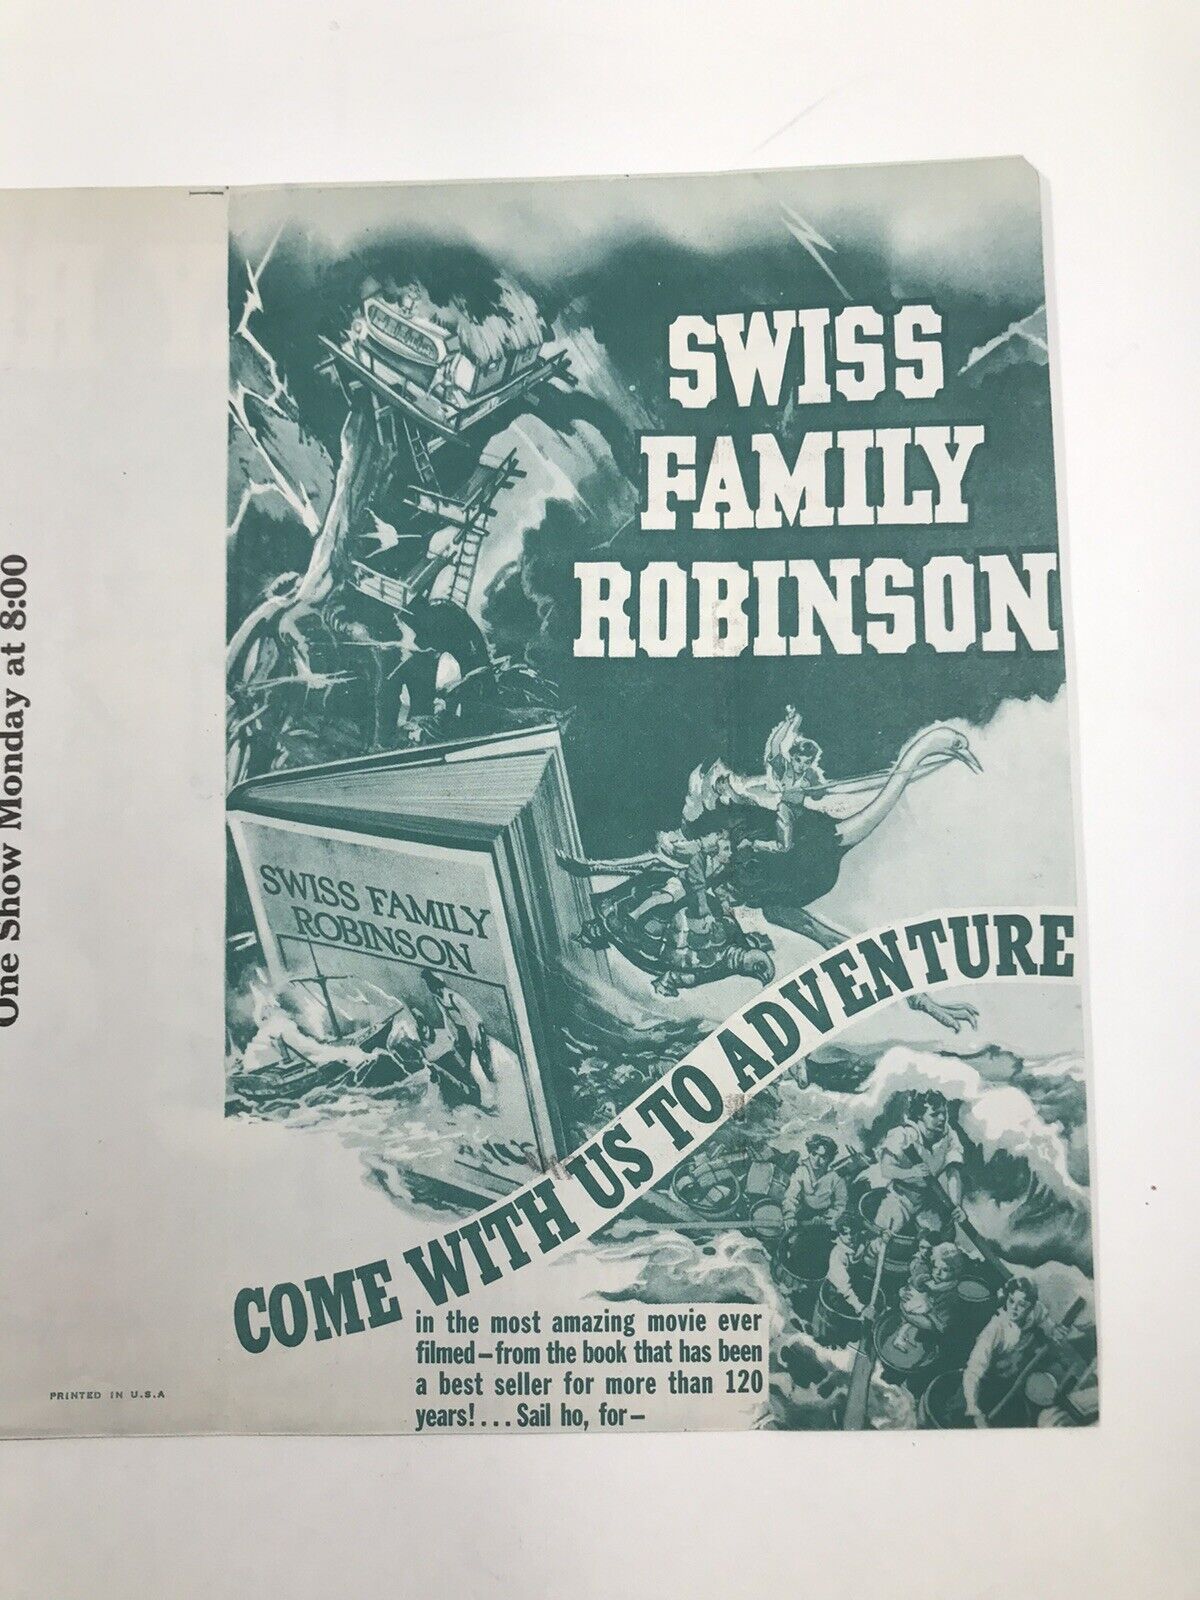 SWISS
FAMILY
ROBINSON
SWISS FAMILY
ROBINSON
COME WITH US TO ADVENTURE
in the most amazing movie ever
filmed—from the book that has been
a best seller for more than 120
years!...Sail ho, for—
One Show Monday at 8:00
PRINTED IN U.S.A